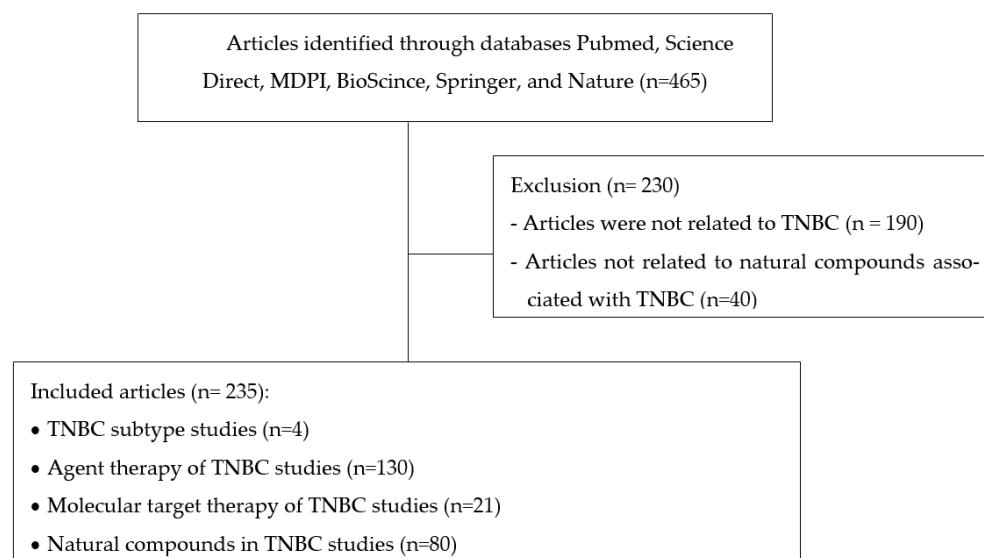 Articles identified through databases Pubmed, Science
Direct, MDPI, BioScince, Springer, and Nature (n=465)
Exclusion (n= 230)
- Articles were not related to TNBC (n = 190)
- Articles not related to natural compounds asso-
ciated with TNBC (n=40)
Included articles (n= 235):
• TNBC subtype studies (n=4)
• Agent therapy of TNBC studies (n=130)
• Molecular target therapy of TNBC studies (n=21)
• Natural compounds in TNBC studies (n=80)